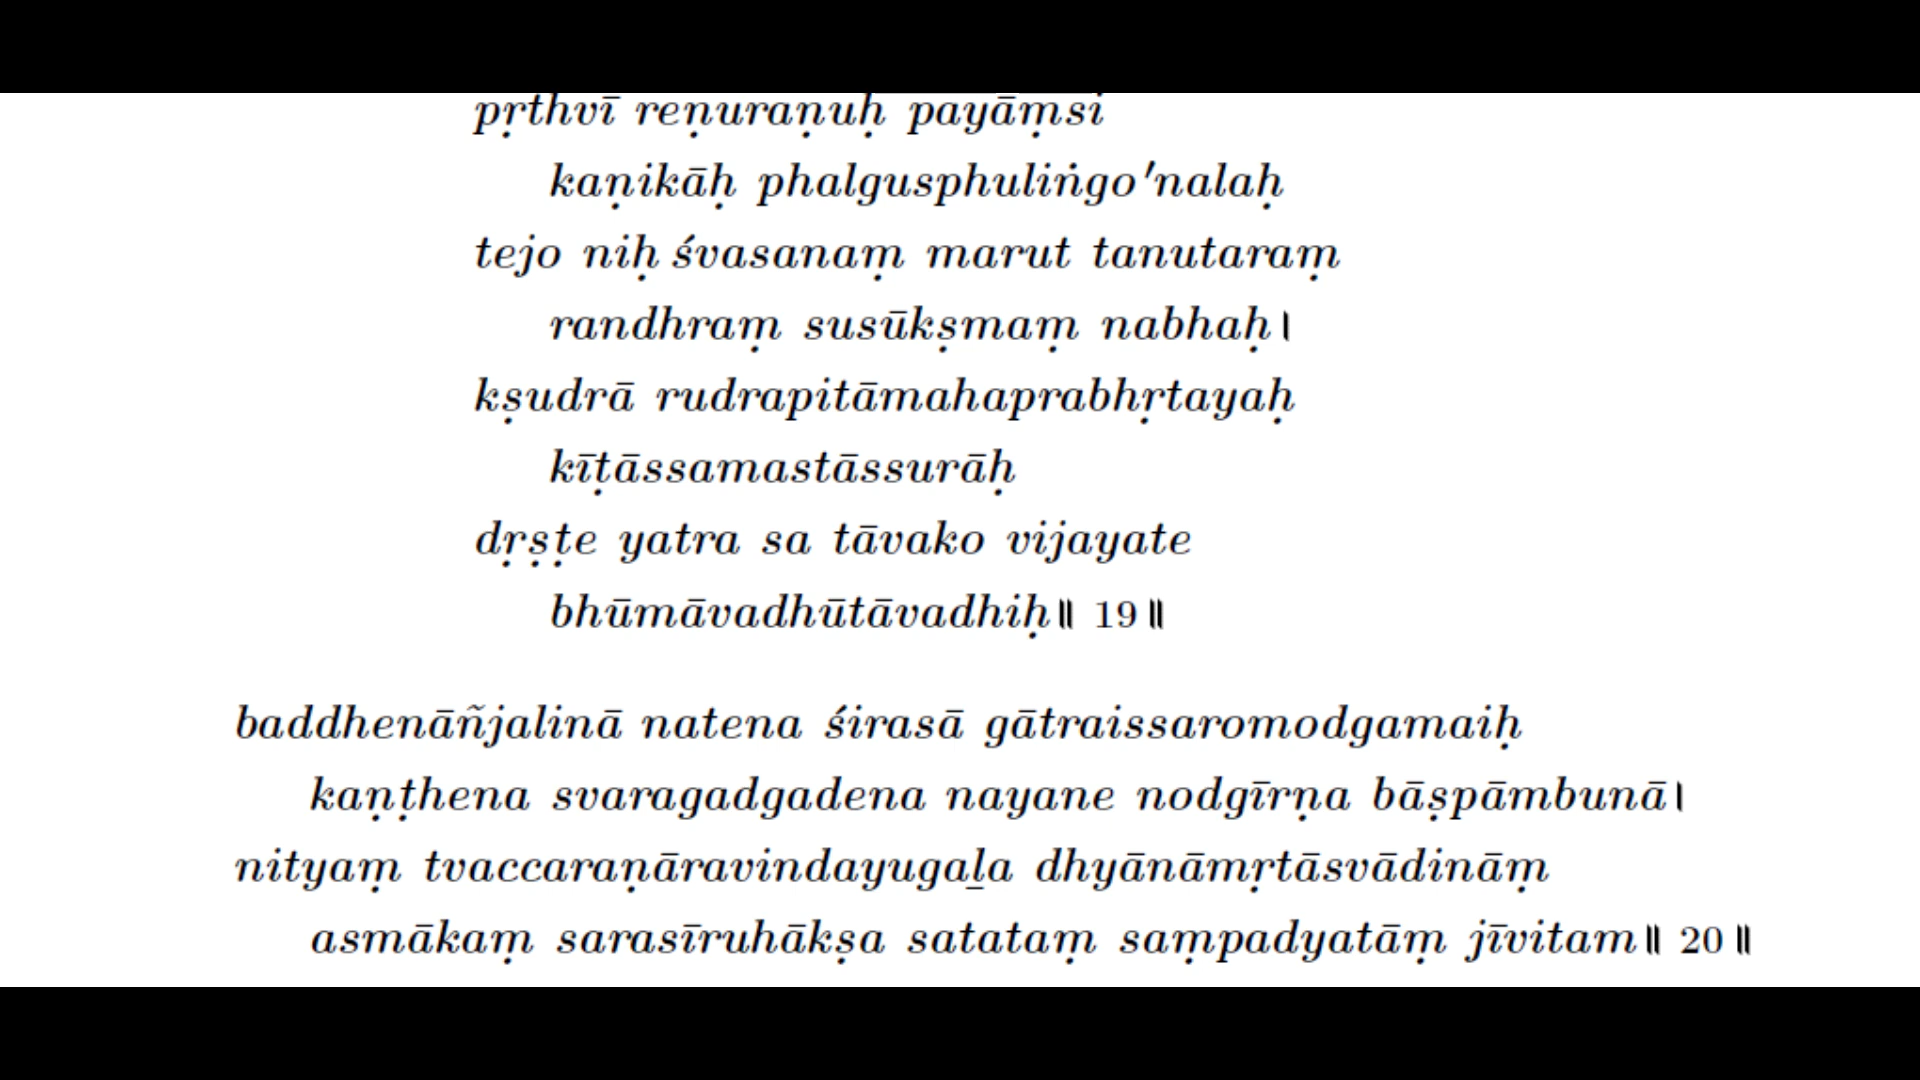 pṛthvī reṇuraṇuḥ payāṃsi
kaṇikāḥ phalgusphuliṅgo'nalaḥ
tejo niḥ śvasanaṃ marut tanutaraṃ
randhraṃ susūkṣmaṃ nabhaḥ।
kṣudrā rudrapitāmahaprabhṛtayaḥ
kīṭāssamastāssurāḥ
dṛṣṭe yatra sa tāvako vijayate
bhūmāvadhūtāvadhiḥ॥ 19॥
baddhenāñjalinā natena śirasā gātraissaromodgamaiḥ
kaṇṭhena svaragadgadena nayane nodgīrṇa bāṣpāmbunā।
nityaṃ tvaccaraṇāravindayugaḻa dhyānāmṛtāsvādināṃ
asmākaṃ sarasīruhākṣa satataṃ saṃpadyatāṃ jīvitam॥ 20॥